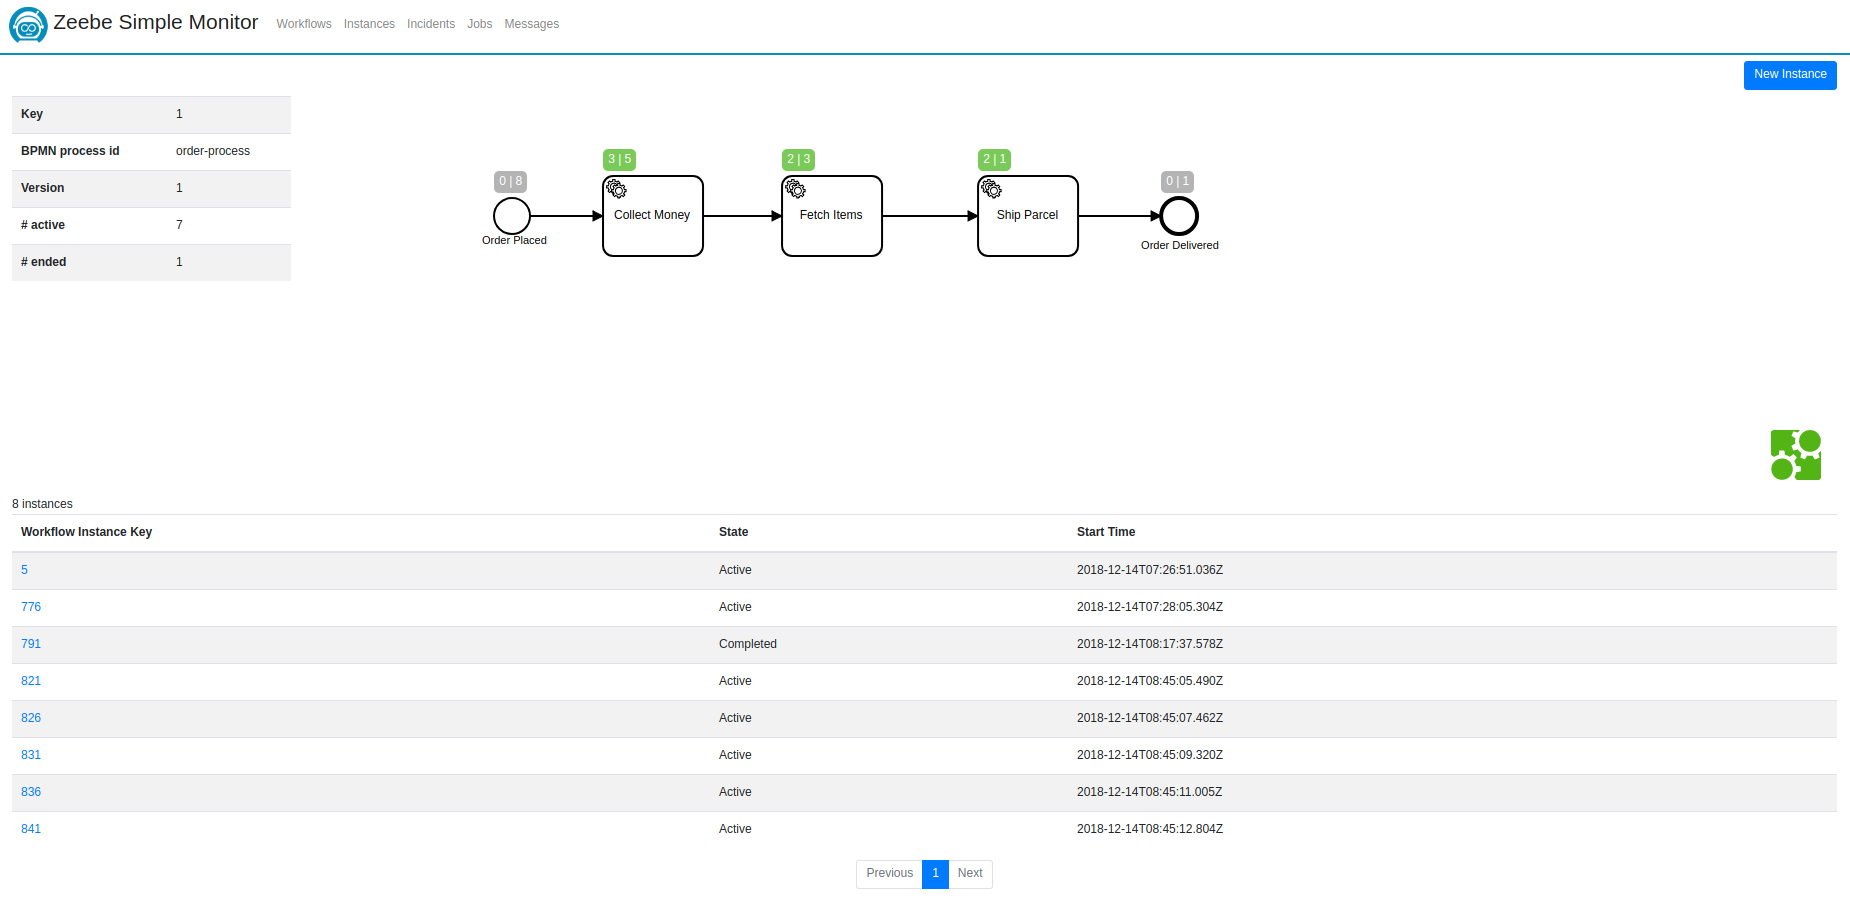 Zeebe Simple Monitor Workflows Instances Incidents Jobs Messages
New Instance
Key 1
BPMN process id order-process
Version 1
# active 7
# ended 1
0 | 8
3 | 5
2 | 3
2 | 1
0 | 1
Order Placed
Collect Money
Fetch Items
Ship Parcel
Order Delivered
8 instances
Workflow Instance Key State Start Time
5 Active 2018-12-14T07:26:51.036Z
776 Active 2018-12-14T07:28:05.304Z
791 Completed 2018-12-14T08:17:37.578Z
821 Active 2018-12-14T08:45:05.490Z
826 Active 2018-12-14T08:45:07.462Z
831 Active 2018-12-14T08:45:09.320Z
836 Active 2018-12-14T08:45:11.005Z
841 Active 2018-12-14T08:45:12.804Z
Previous 1 Next